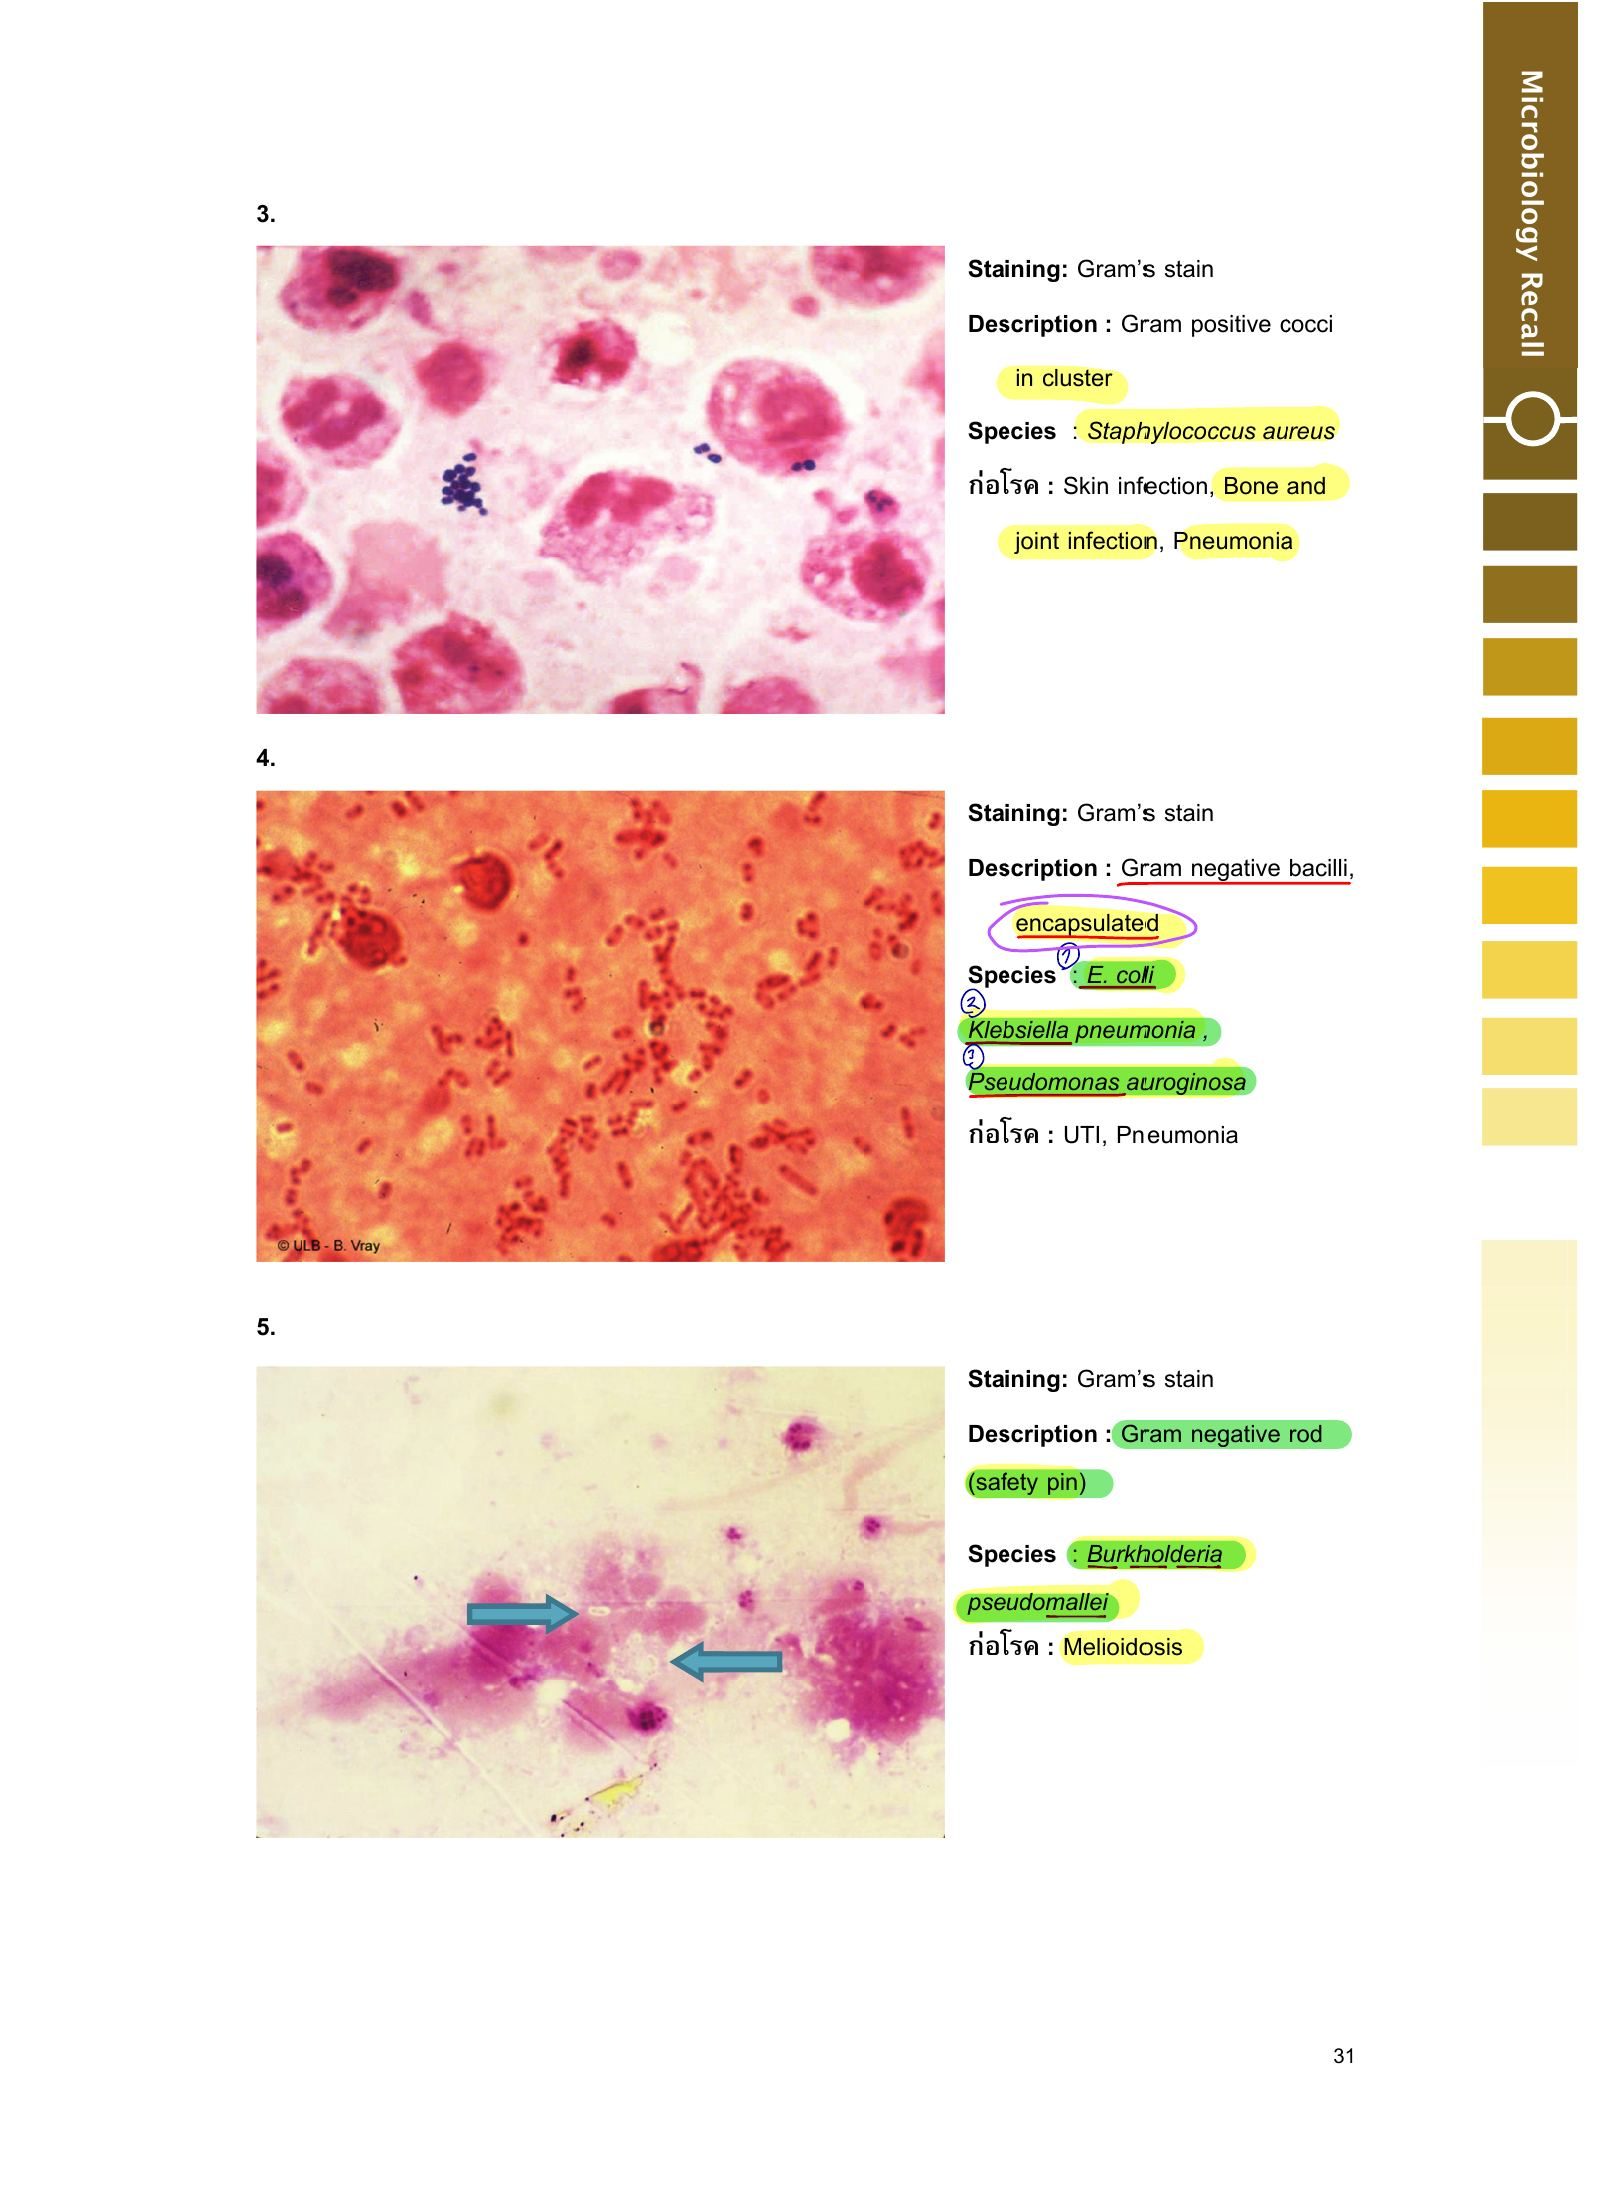 Microbiology Recall
3.
Staining: Gram's stain
Description : Gram positive cocci
in cluster
Species : Staphylococcus aureus
ก่อโรค : Skin infection, Bone and
joint infection, Pneumonia
4.
Staining: Gram's stain
Description : Gram negative bacilli,
encapsulated
1
Species : E. coli
2
Klebsiella pneumonia ,
3
Pseudomonas auroginosa
ก่อโรค : UTI, Pneumonia
© ULB - B. Vray
5.
Staining: Gram's stain
Description : Gram negative rod
(safety pin)
Species : Burkholderia
pseudomallei
ก่อโรค : Melioidosis
31